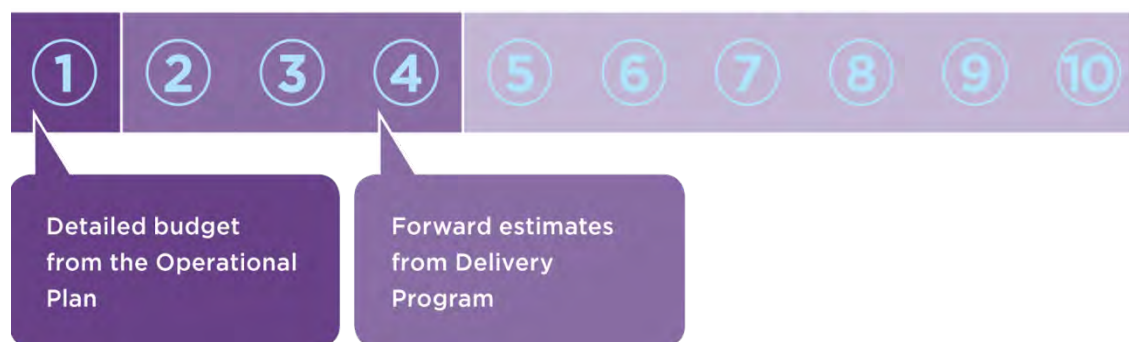 1 2 3 4 5 6 7 8 9 10
Detailed budget
from the Operational
Plan
Forward estimates
from Delivery
Program